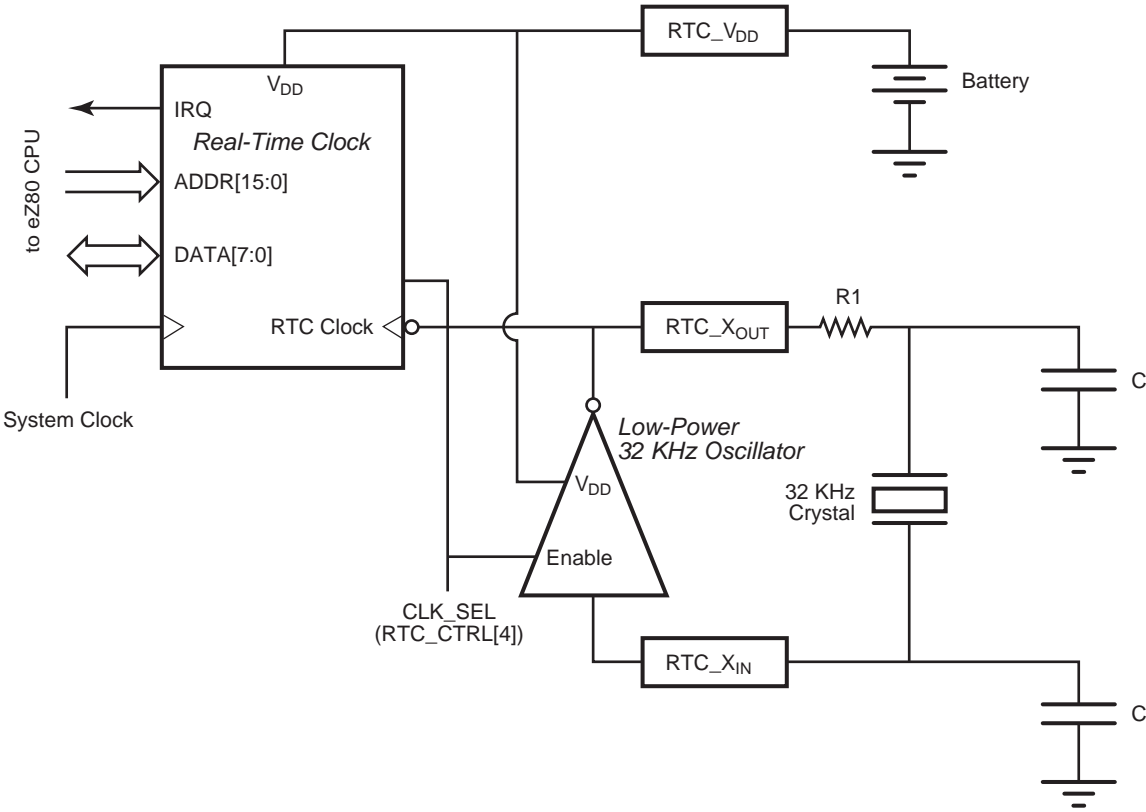 RTC_VDD
Battery
VDD
IRQ
Real-Time Clock
ADDR[15:0]
DATA[7:0]
to eZ80 CPU
RTC Clock
System Clock
RTC_XOUT
R1
C
Low-Power
32 KHz Oscillator
VDD
Enable
32 KHz
Crystal
CLK_SEL
(RTC_CTRL[4])
RTC_XIN
C